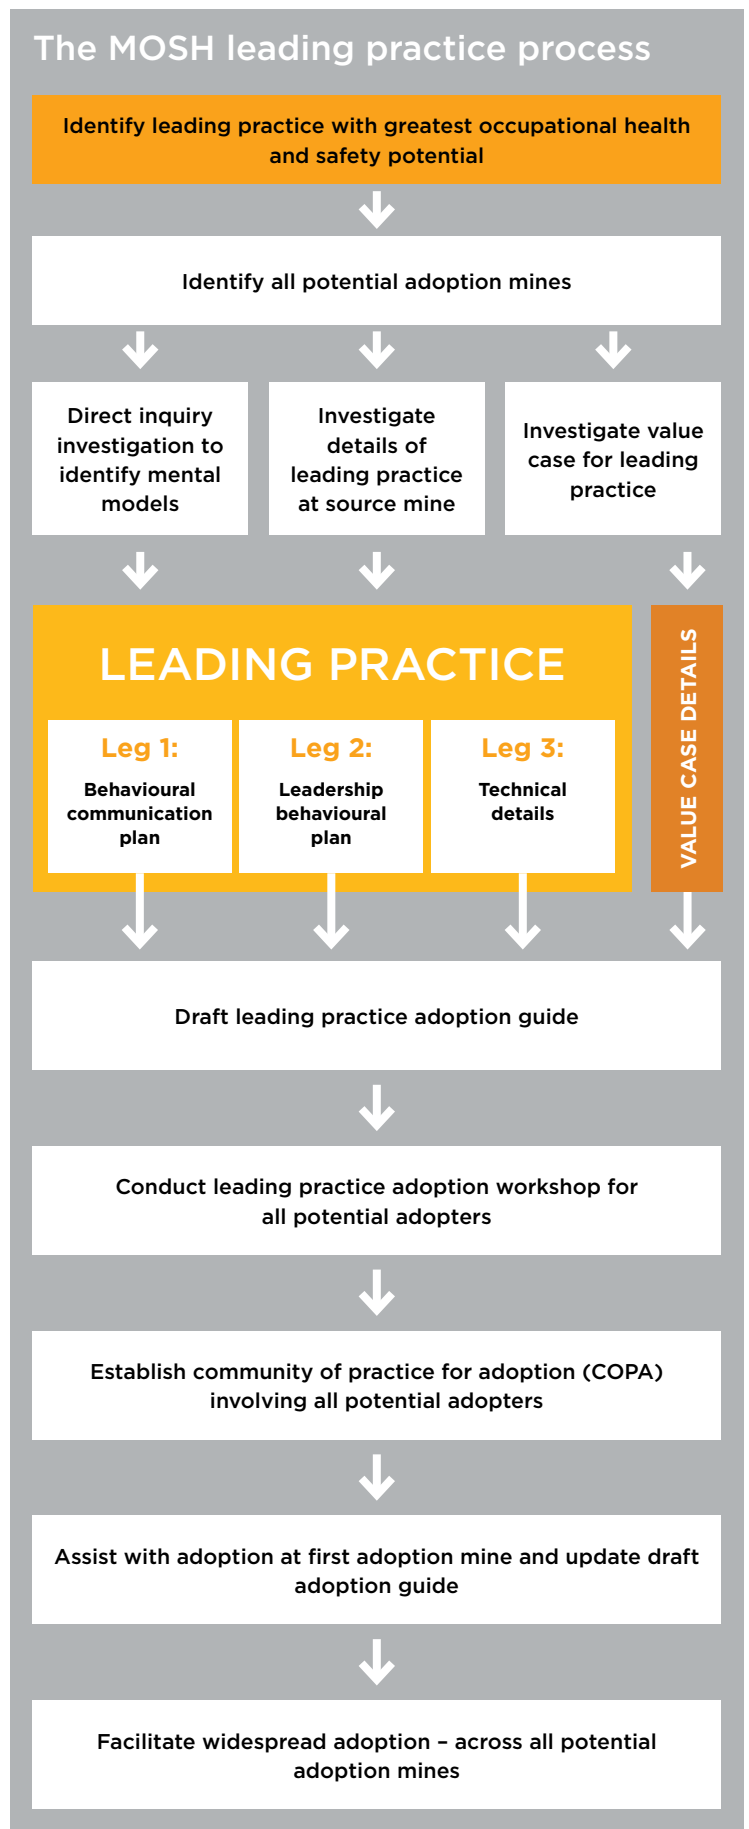 The MOSH leading practice process
Identify leading practice with greatest occupational health
and safety potential
Identify all potential adoption mines
Direct inquiry
investigation to
identify mental
models
Investigate
details of
leading practice
at source mine
Investigate value
case for leading
practice
LEADING PRACTICE
Leg 1:
Behavioural
communication
plan
Leg 2:
Leadership
behavioural
plan
Leg 3:
Technical
details
VALUE CASE DETAILS
Draft leading practice adoption guide
Conduct leading practice adoption workshop for
all potential adopters
Establish community of practice for adoption (COPA)
involving all potential adopters
Assist with adoption at first adoption mine and update draft
adoption guide
Facilitate widespread adoption – across all potential
adoption mines